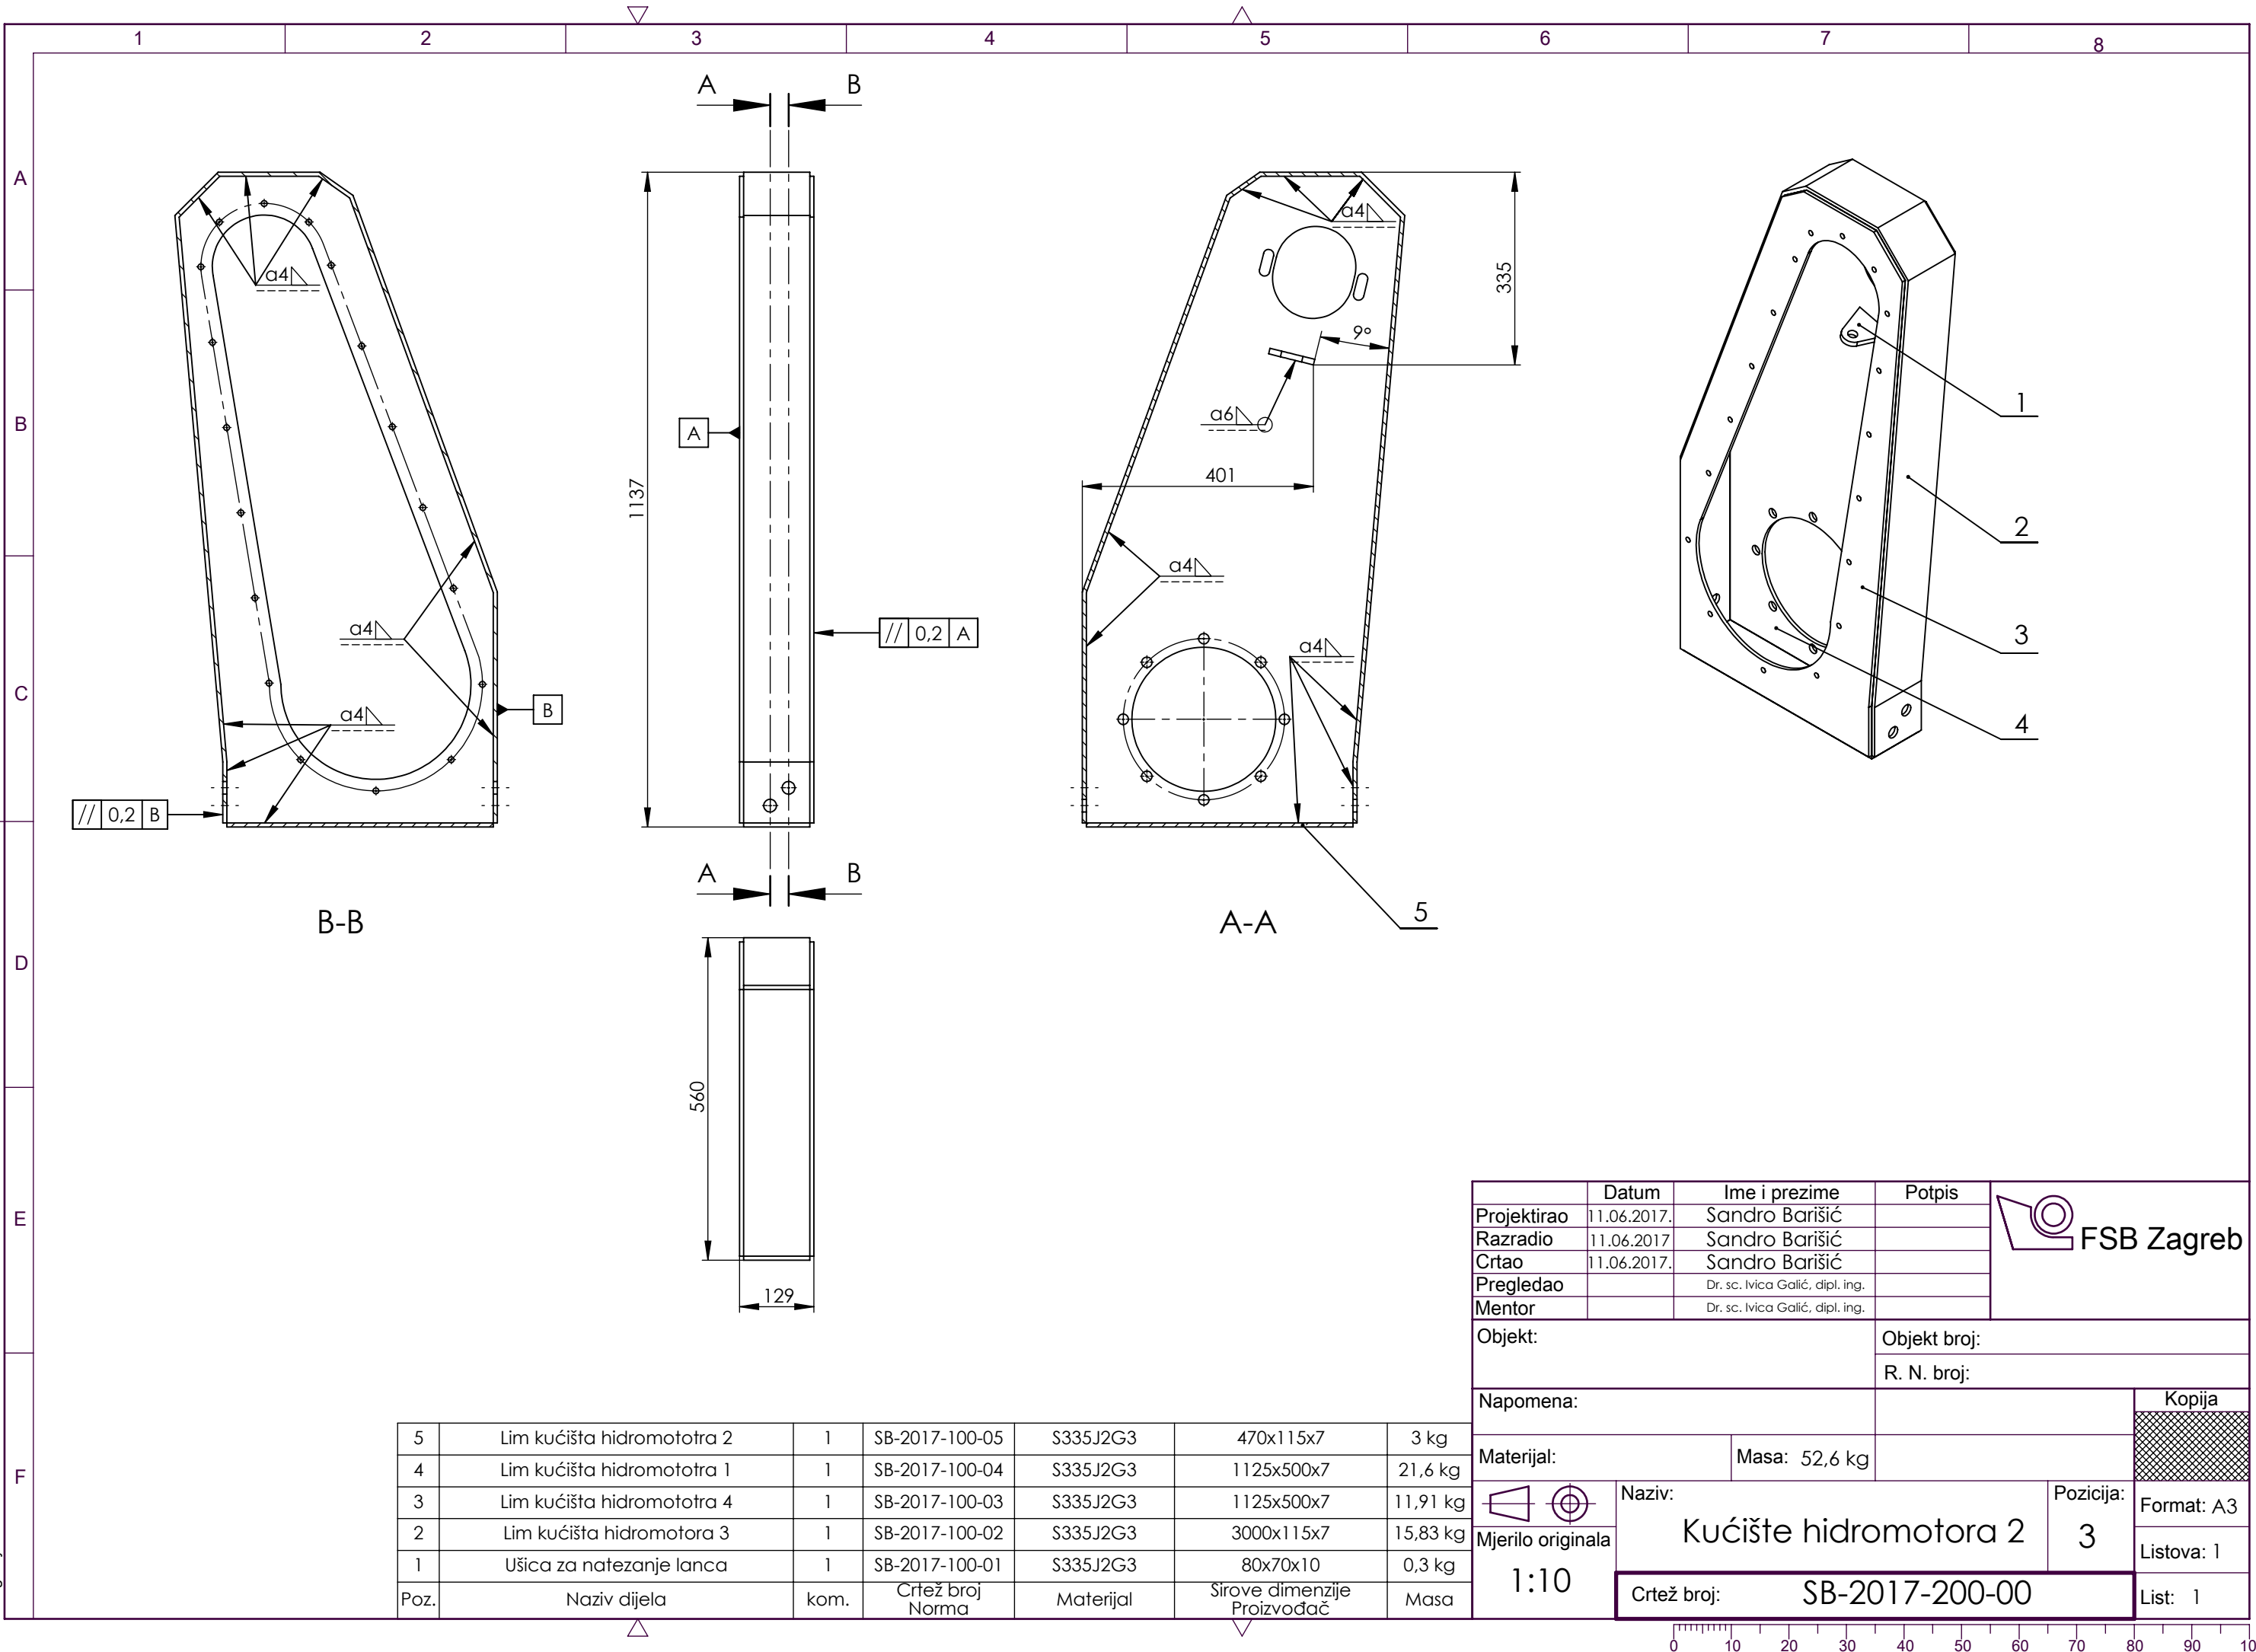 1 2 3 4 5 6 7 8
A
B
C
D
E
F
A B
a4
a4
a4
B
// 0,2 B
B-B
1137
A
// 0,2 A
A B
560
129
a4
335
9°
a6
401
a4
a4
5
A-A
1
2
3
4
5 Lim kućišta hidromototra 2 1 SB-2017-100-05 S335J2G3 470x115x7 3 kg
4 Lim kućišta hidromototra 1 1 SB-2017-100-04 S335J2G3 1125x500x7 21,6 kg
3 Lim kućišta hidromototra 4 1 SB-2017-100-03 S335J2G3 1125x500x7 11,91 kg
2 Lim kućišta hidromotora 3 1 SB-2017-100-02 S335J2G3 3000x115x7 15,83 kg
1 Ušica za natezanje lanca 1 SB-2017-100-01 S335J2G3 80x70x10 0,3 kg
Poz. Naziv dijela kom. Crtež broj Norma Materijal Sirove dimenzije Proizvođač Masa
Datum Ime i prezime Potpis
Projektirao 11.06.2017. Sandro Barišić
Razradio 11.06.2017 Sandro Barišić
Crtao 11.06.2017. Sandro Barišić
Pregledao Dr. sc. Ivica Galić, dipl. ing.
Mentor Dr. sc. Ivica Galić, dipl. ing.
FSB Zagreb
Objekt: Objekt broj:
R. N. broj:
Napomena: Kopija
Materijal: Masa: 52,6 kg
Naziv: Pozicija: Format: A3
Kućište hidromotora 2 3
Mjerilo originala Listova: 1
1:10
Crtež broj: SB-2017-200-00 List: 1
0 10 20 30 40 50 60 70 80 90 10